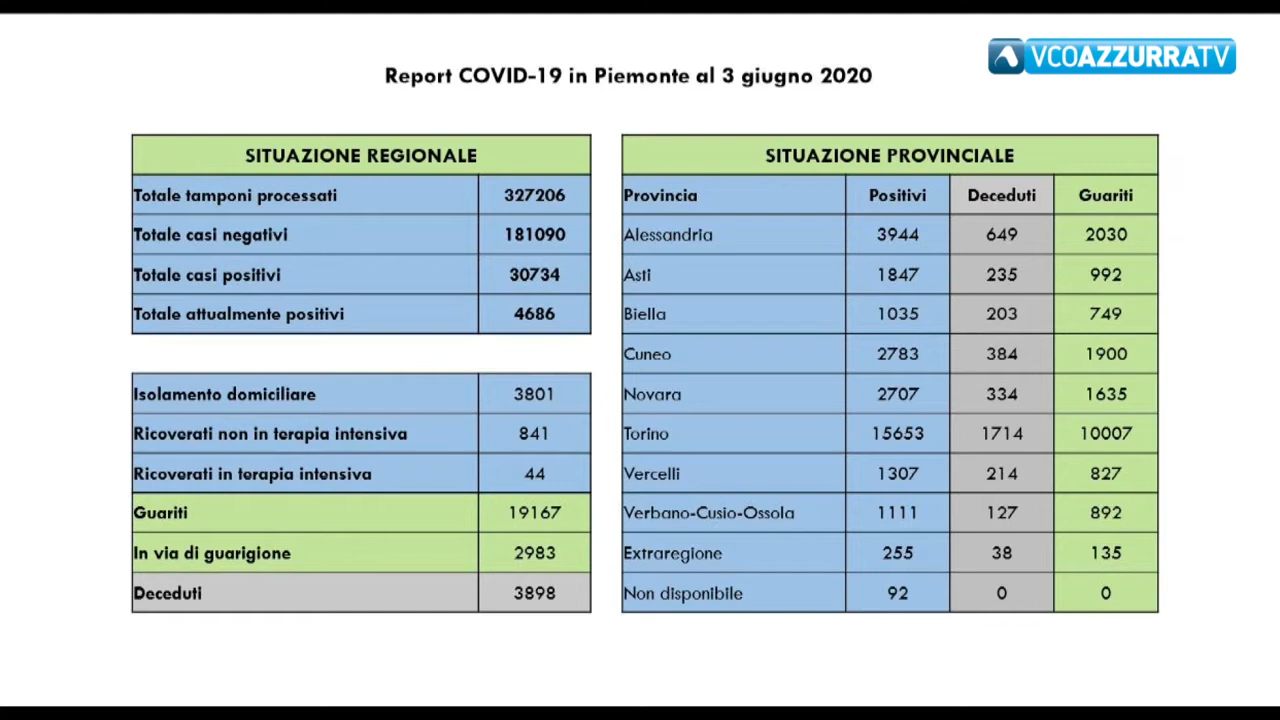 VCOAZZURRATV
Report COVID-19 in Piemonte al 3 giugno 2020
SITUAZIONE REGIONALE
Totale tamponi processati 327206
Totale casi negativi 181090
Totale casi positivi 30734
Totale attualmente positivi 4686
Isolamento domiciliare 3801
Ricoverati non in terapia intensiva 841
Ricoverati in terapia intensiva 44
Guariti 19167
In via di guarigione 2983
Deceduti 3898
SITUAZIONE PROVINCIALE
Provincia Positivi Deceduti Guariti
Alessandria 3944 649 2030
Asti 1847 235 992
Biella 1035 203 749
Cuneo 2783 384 1900
Novara 2707 334 1635
Torino 15653 1714 10007
Vercelli 1307 214 827
Verbano-Cusio-Ossola 1111 127 892
Extraregione 255 38 135
Non disponibile 92 0 0